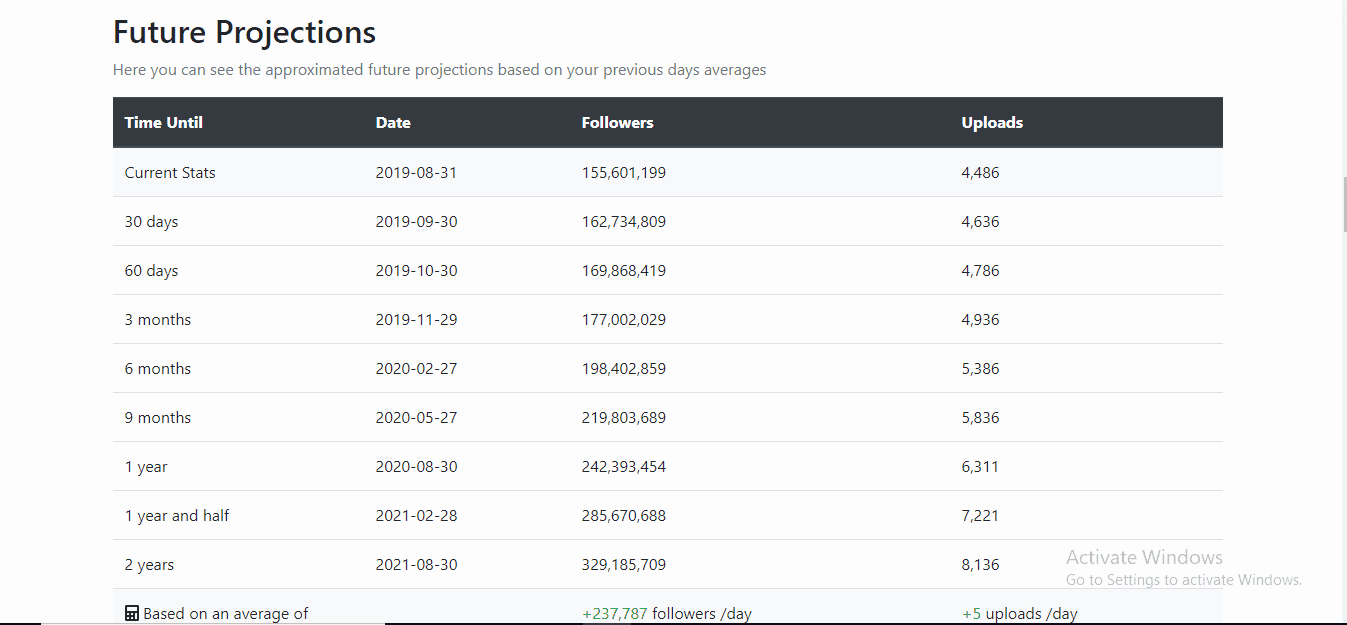 Future Projections
Here you can see the approximated future projections based on your previous days averages
Time Until Date Followers Uploads
Current Stats 2019-08-31 155,601,199 4,486
30 days 2019-09-30 162,734,809 4,636
60 days 2019-10-30 169,868,419 4,786
3 months 2019-11-29 177,002,029 4,936
6 months 2020-02-27 198,402,859 5,386
9 months 2020-05-27 219,803,689 5,836
1 year 2020-08-30 242,393,454 6,311
1 year and half 2021-02-28 285,670,688 7,221
2 years 2021-08-30 329,185,709 8,136
Activate Windows
Go to Settings to activate Windows.
Based on an average of +237,787 followers /day +5 uploads /day